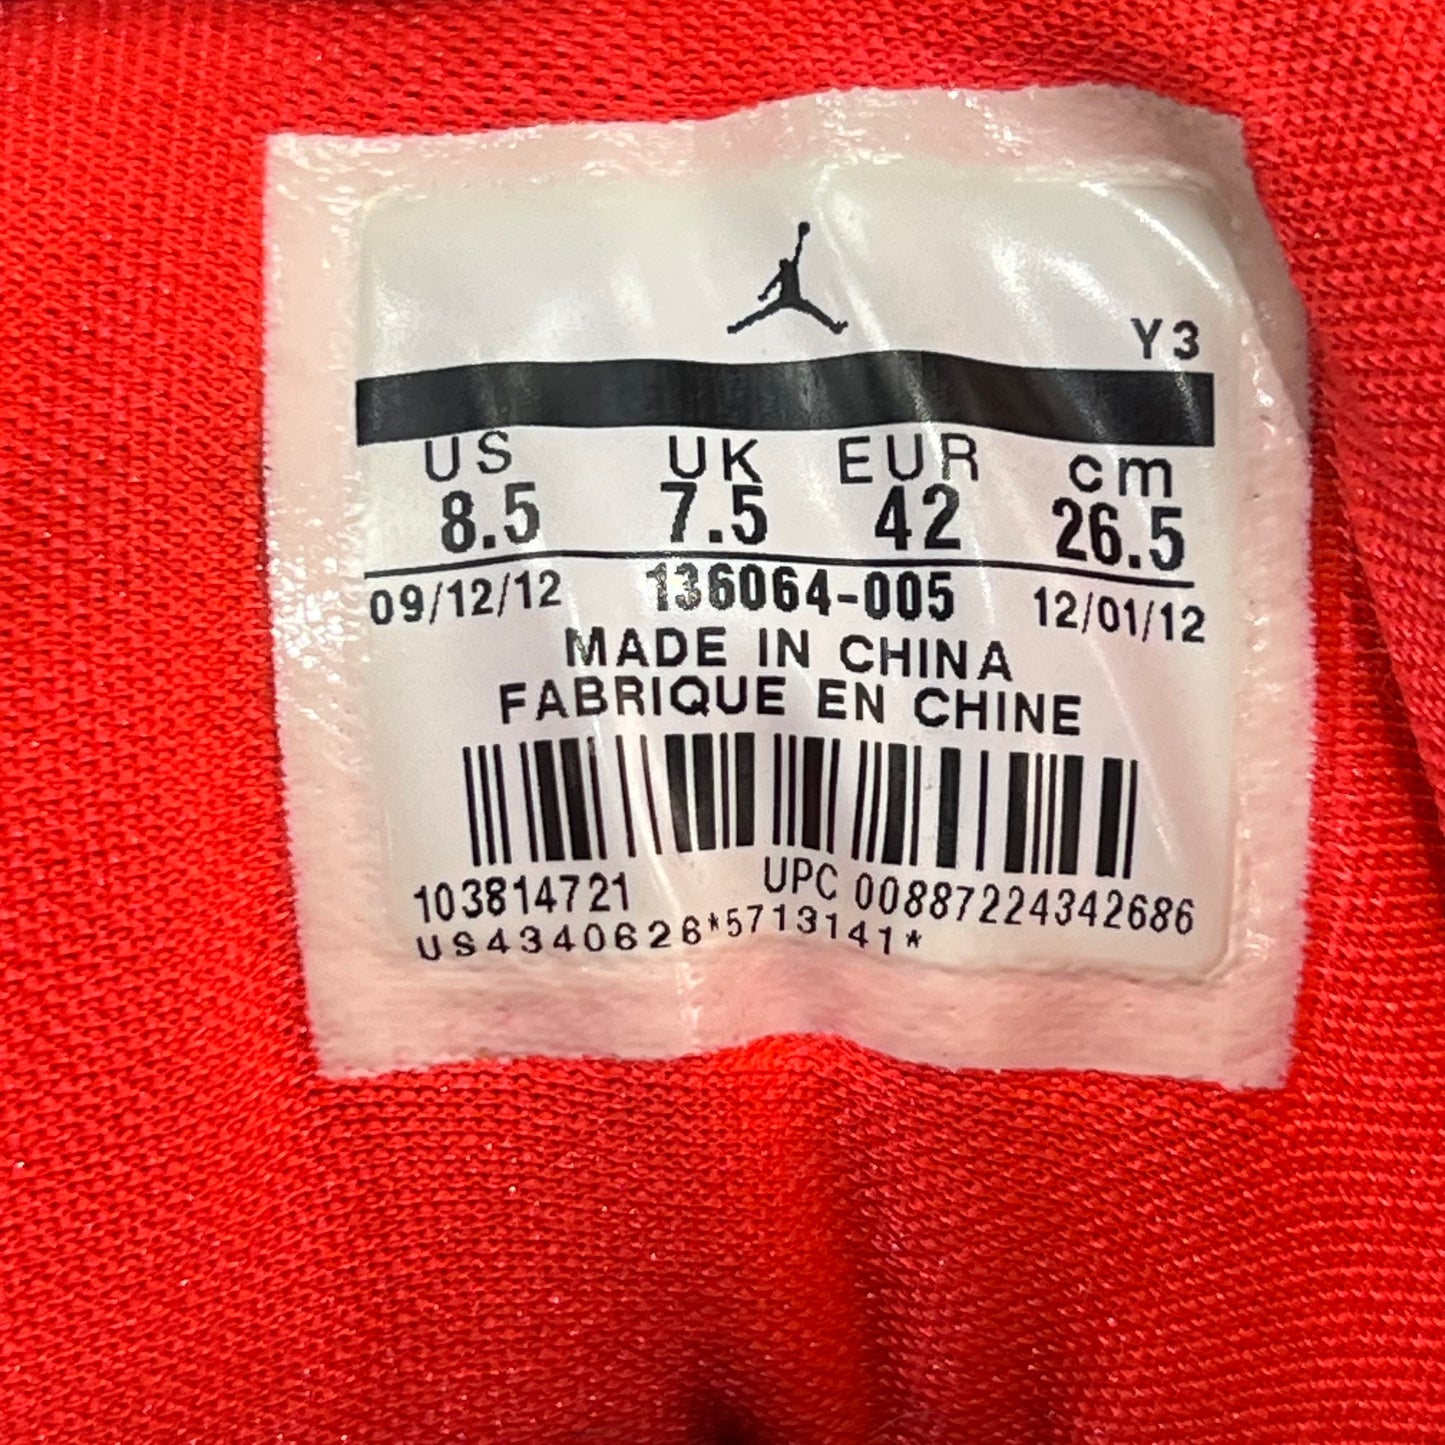 Y3
US UK EUR cm
8.5 7.5 42 26.5
09/12/12 136064-005 12/01/12
MADE IN CHINA
FABRIQUE EN CHINE
103814721 UPC 00887224342686
US4340626*5713141*